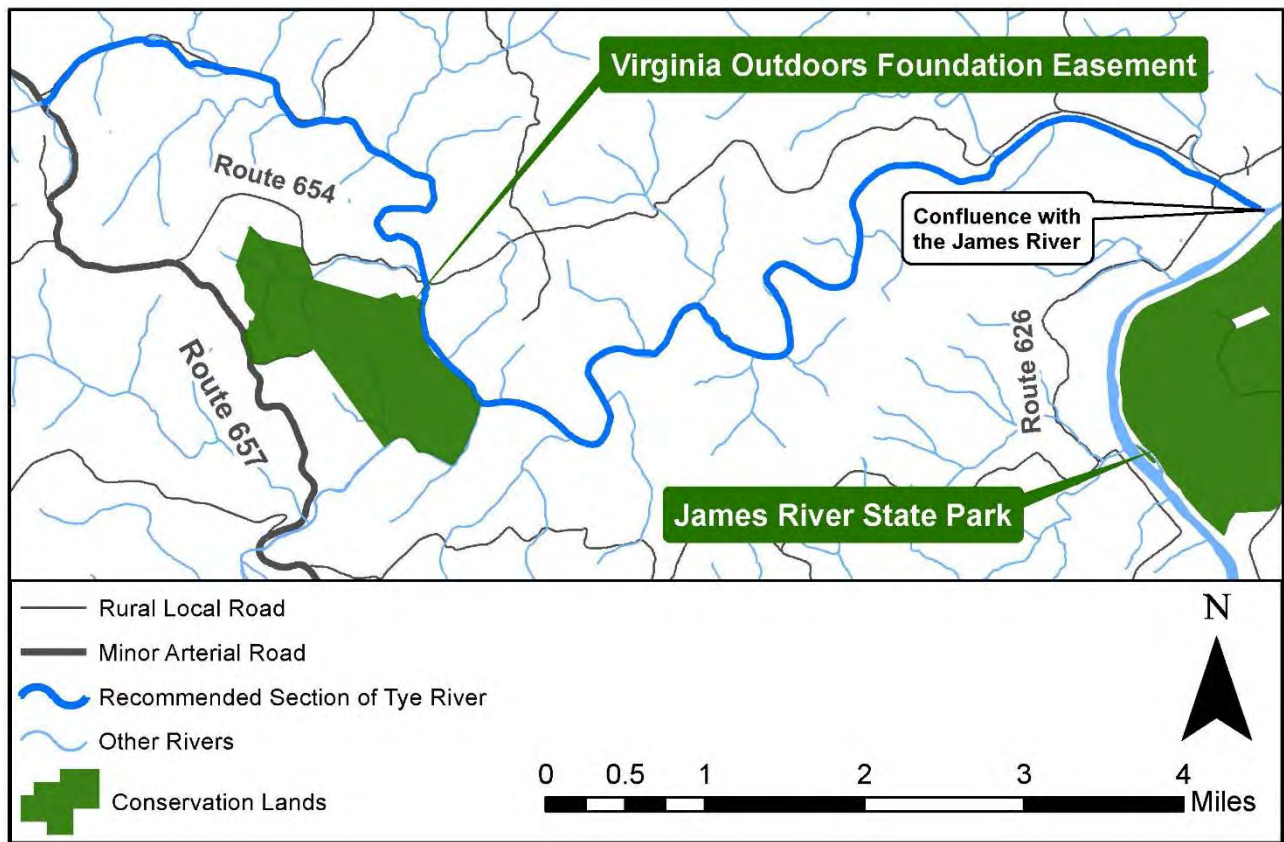 Virginia Outdoors Foundation Easement
Route 654
Confluence with
the James River
Route 626
Route 657
James River State Park
Rural Local Road
Minor Arterial Road
Recommended Section of Tye River
Other Rivers
Conservation Lands
N
0 0.5 1 2 3 4
Miles